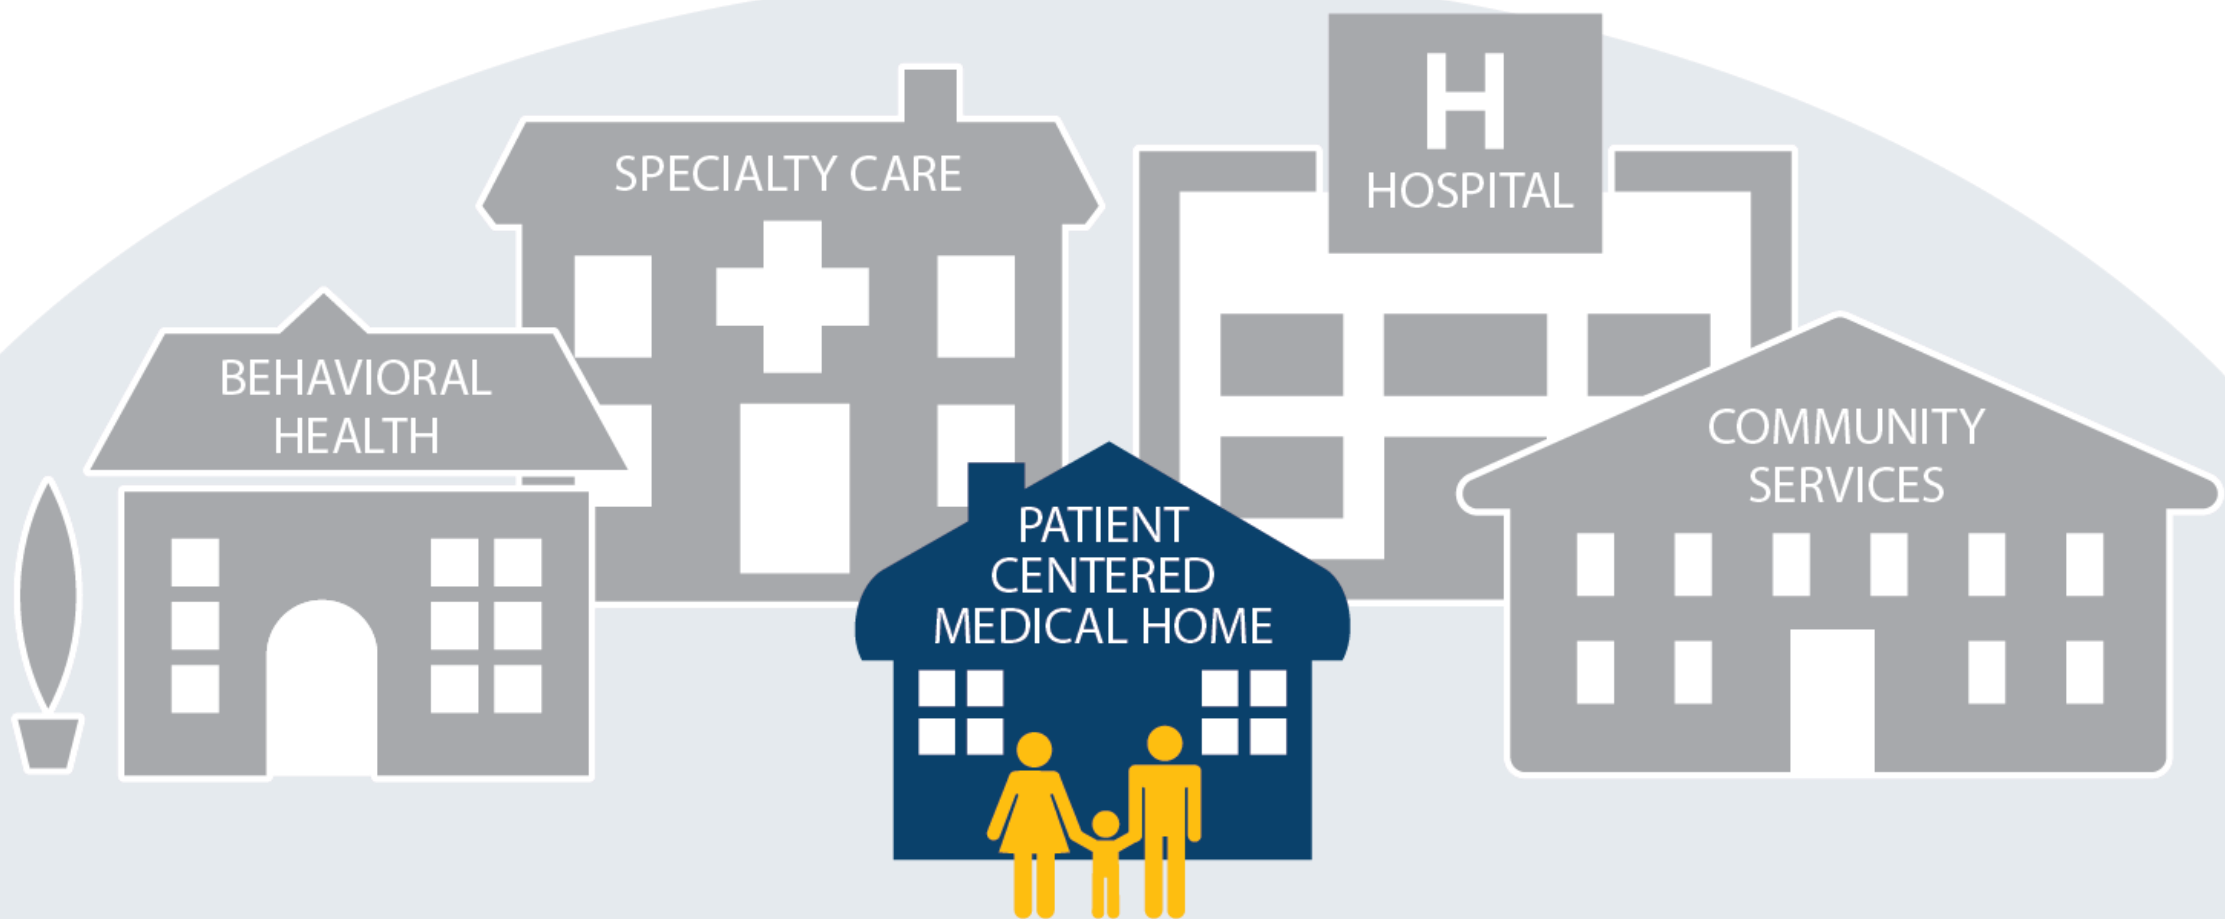 SPECIALTY CARE
H
HOSPITAL
BEHAVIORAL
HEALTH
COMMUNITY
SERVICES
PATIENT
CENTERED
MEDICAL HOME